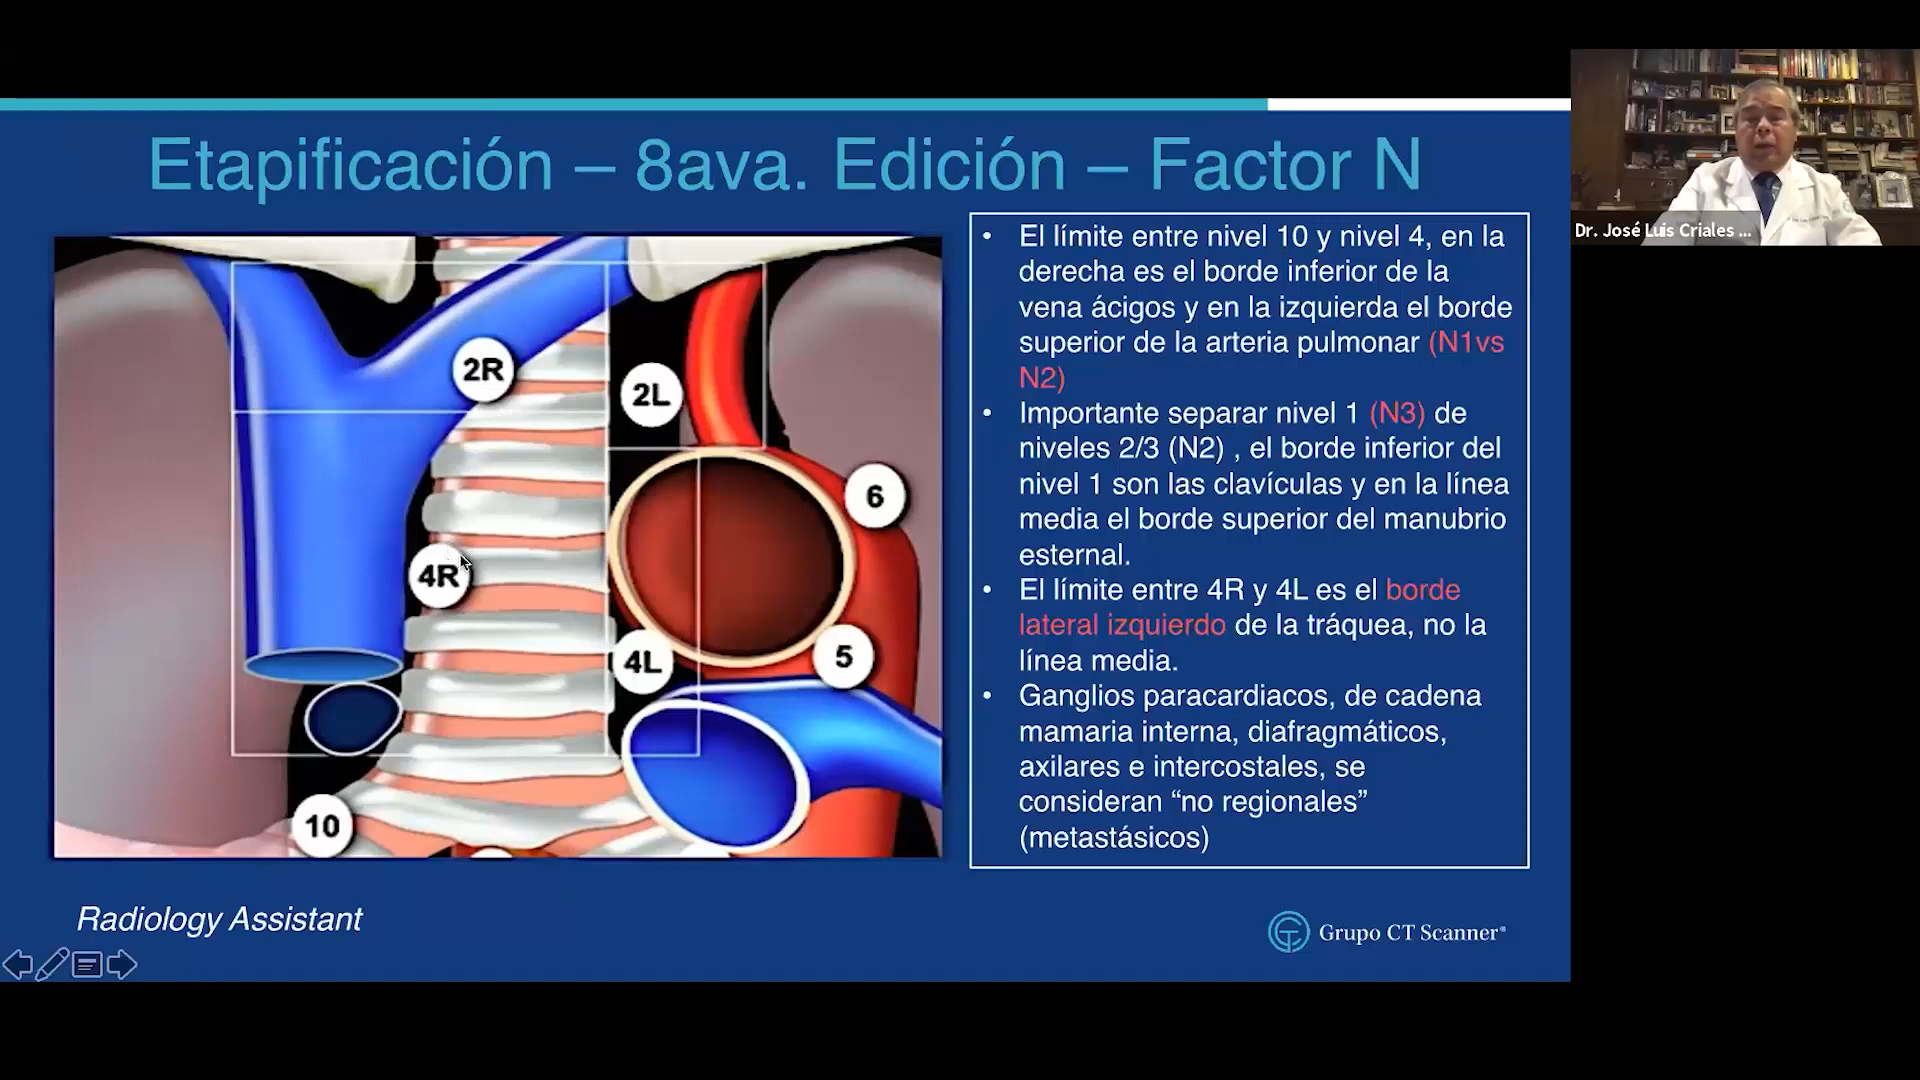 Etapificación – 8ava. Edición – Factor N
2R
2L
6
4R
4L
5
10
• El límite entre nivel 10 y nivel 4, en la
derecha es el borde inferior de la
vena ácigos y en la izquierda el borde
superior de la arteria pulmonar (N1vs
N2)
• Importante separar nivel 1 (N3) de
niveles 2/3 (N2) , el borde inferior del
nivel 1 son las clavículas y en la línea
media el borde superior del manubrio
esternal.
• El límite entre 4R y 4L es el borde
lateral izquierdo de la tráquea, no la
línea media.
• Ganglios paracardiacos, de cadena
mamaria interna, diafragmáticos,
axilares e intercostales, se
consideran “no regionales”
(metastásicos)
Radiology Assistant
Grupo CT Scanner
Dr. José Luis Criales ...